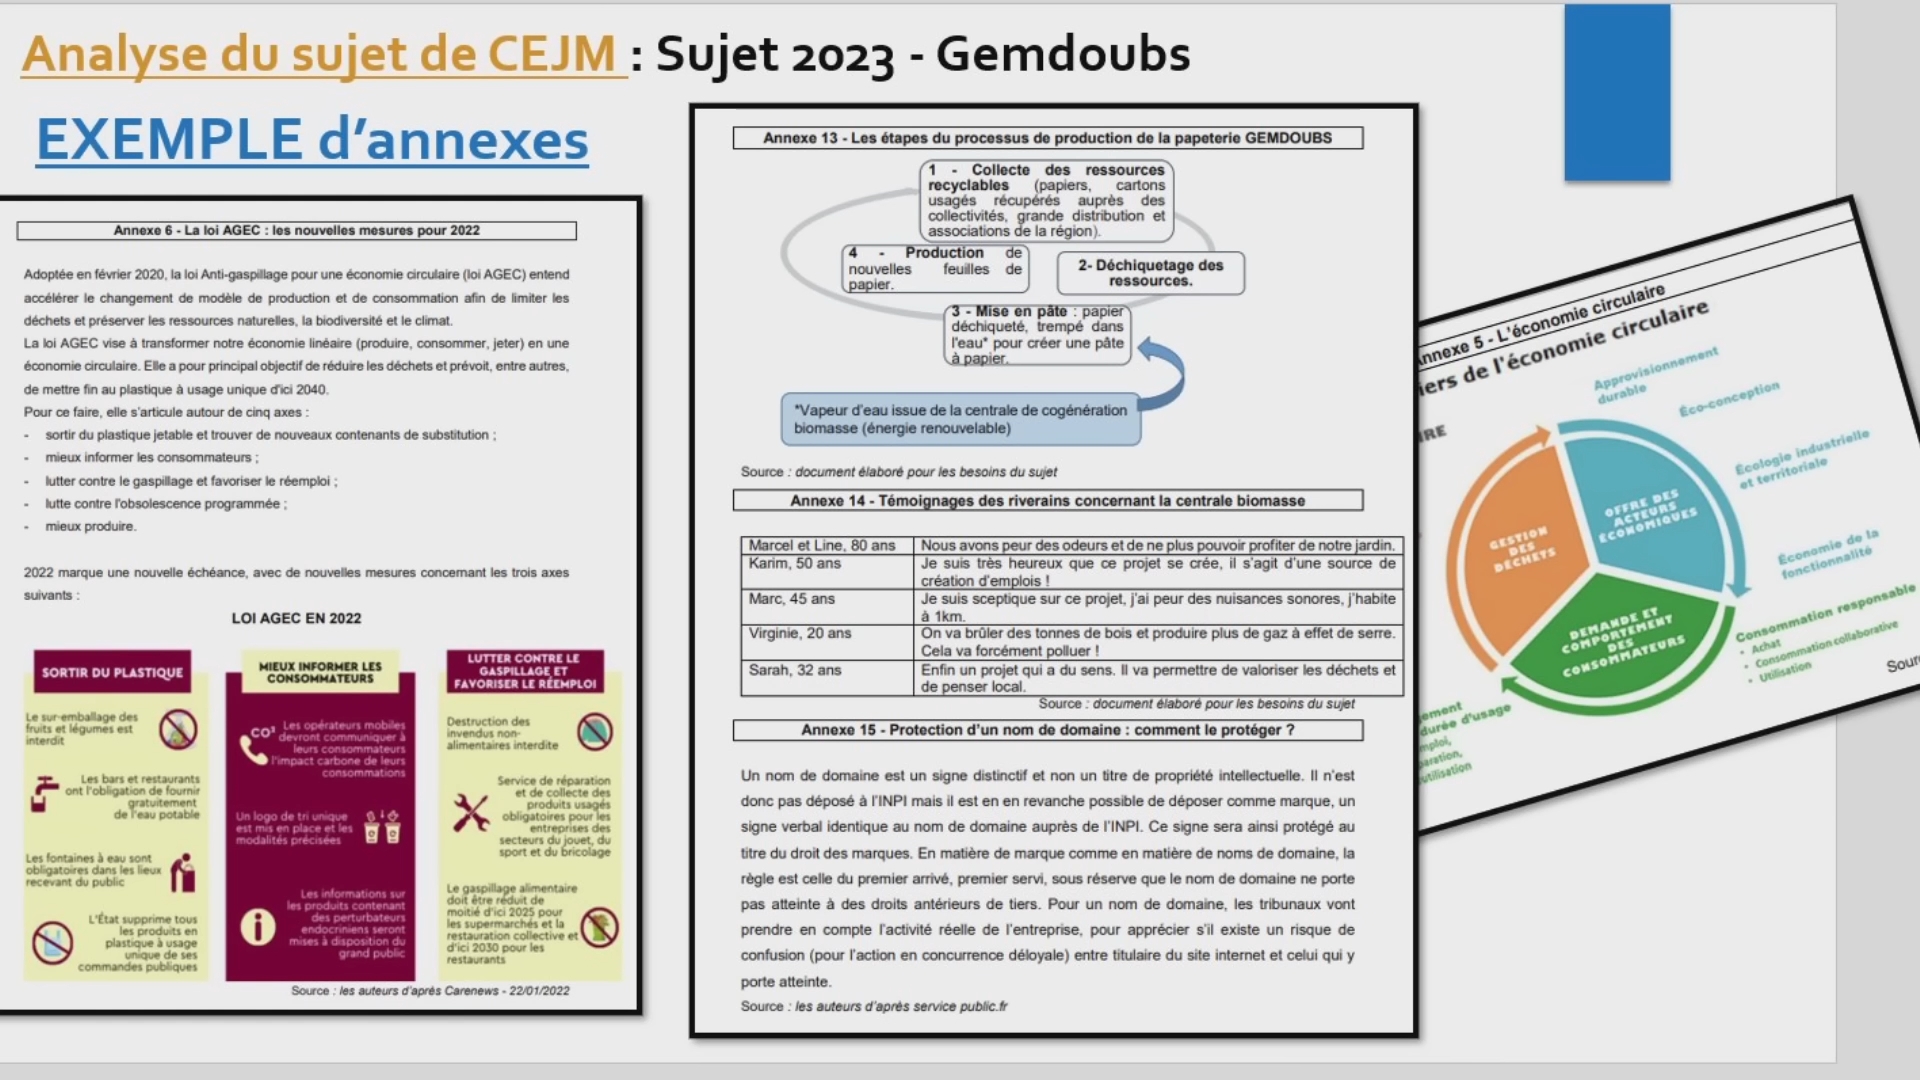 Analyse du sujet de CEJM : Sujet 2023 - Gemdoubs
EXEMPLE d'annexes
Annexe 6 - La loi AGEC : les nouvelles mesures pour 2022
Adoptée en février 2020, la loi Anti-gaspillage pour une économie circulaire (loi AGEC) entend
accélérer le changement de modèle de production et de consommation afin de limiter les
déchets et préserver les ressources naturelles, la biodiversité et le climat.
La loi AGEC vise à transformer notre économie linéaire (produire, consommer, jeter) en une
économie circulaire. Elle a pour principal objectif de réduire les déchets et prévoit, entre autres,
de mettre fin au plastique à usage unique d'ici 2040.
Pour ce faire, elle s'articule autour de cinq axes :
- sortir du plastique jetable et trouver de nouveaux contenants de substitution ;
- mieux informer les consommateurs ;
- lutter contre le gaspillage et favoriser le réemploi ;
- lutte contre l'obsolescence programmée ;
- mieux produire.
2022 marque une nouvelle échéance, avec de nouvelles mesures concernant les trois axes
suivants :
LOI AGEC EN 2022
SORTIR DU PLASTIQUE
Le sur-emballage des
fruits et légumes est
interdit
Les bars et restaurants
ont l'obligation de fournir
gratuitement
de l'eau potable
Les fontaines à eau sont
obligatoires dans les lieux
recevant du public
L'État supprime tous
les produits en
plastique à usage
unique de ses
commandes publiques
MIEUX INFORMER LES
CONSOMMATEURS
CO²
Les opérateurs mobiles
devront communiquer à
leurs consommateurs
l'impact carbone de leurs
consommations
Un logo de tri unique
est mis en place et les
modalités précisées
Les informations sur
les produits contenant
des perturbateurs
endocriniens seront
mises à disposition du
grand public
LUTTER CONTRE LE
GASPILLAGE ET
FAVORISER LE RÉEMPLOI
Destruction des
invendus non-
alimentaires interdite
Service de réparation
et de collecte des
produits usagés
obligatoires pour les
entreprises des
secteurs du jouet, du
sport et du bricolage
Le gaspillage alimentaire
doit être réduit de
moitié d'ici 2025 pour
les supermarchés et la
restauration collective et
d'ici 2030 pour les
restaurants
Source : les auteurs d'après Carenews - 22/01/2022
Annexe 13 - Les étapes du processus de production de la papeterie GEMDOUBS
1 - Collecte des ressources
recyclables (papiers, cartons
usagés récupérés auprès des
collectivités, grande distribution et
associations de la région).
2- Déchiquetage des
ressources.
3 - Mise en pâte : papier
déchiqueté, trempé dans
l'eau* pour créer une pâte
à papier.
4 - Production de
nouvelles feuilles de
papier.
*Vapeur d'eau issue de la centrale de cogénération
biomasse (énergie renouvelable)
Source : document élaboré pour les besoins du sujet
Annexe 14 - Témoignages des riverains concernant la centrale biomasse
Marcel et Line, 80 ans Nous avons peur des odeurs et de ne plus pouvoir profiter de notre jardin.
Karim, 50 ans Je suis très heureux que ce projet se crée, il s'agit d'une source de
création d'emplois !
Marc, 45 ans Je suis sceptique sur ce projet, j'ai peur des nuisances sonores, j'habite
à 1km.
Virginie, 20 ans On va brûler des tonnes de bois et produire plus de gaz à effet de serre.
Cela va forcément polluer !
Sarah, 32 ans Enfin un projet qui a du sens. Il va permettre de valoriser les déchets et
de penser local.
Source : document élaboré pour les besoins du sujet
Annexe 15 - Protection d'un nom de domaine : comment le protéger ?
Un nom de domaine est un signe distinctif et non un titre de propriété intellectuelle. Il n'est
donc pas déposé à l'INPI mais il est en en revanche possible de déposer comme marque, un
signe verbal identique au nom de domaine auprès de l'INPI. Ce signe sera ainsi protégé au
titre du droit des marques. En matière de marque comme en matière de noms de domaine, la
règle est celle du premier arrivé, premier servi, sous réserve que le nom de domaine ne porte
pas atteinte à des droits antérieurs de tiers. Pour un nom de domaine, les tribunaux vont
prendre en compte l'activité réelle de l'entreprise, pour apprécier s'il existe un risque de
confusion (pour l'action en concurrence déloyale) entre titulaire du site internet et celui qui y
porte atteinte.
Source : les auteurs d'après service public.fr
nnexe 5 - L'économie circulaire
iers de l'économie circulaire
IRE
Approvisionnement
durable
Éco-conception
Écologie industrielle
et territoriale
Économie de la
fonctionnalité
OFFRE DES
ACTEURS
ÉCONOMIQUES
GESTION
DES
DÉCHETS
DEMANDE ET
COMPORTEMENT
DES
CONSOMMATEURS
Consommation responsable
• Achat
• Consommation collaborative
• Utilisation
Sour
gement
durée d'usage
mploi,
paration,
utilisation